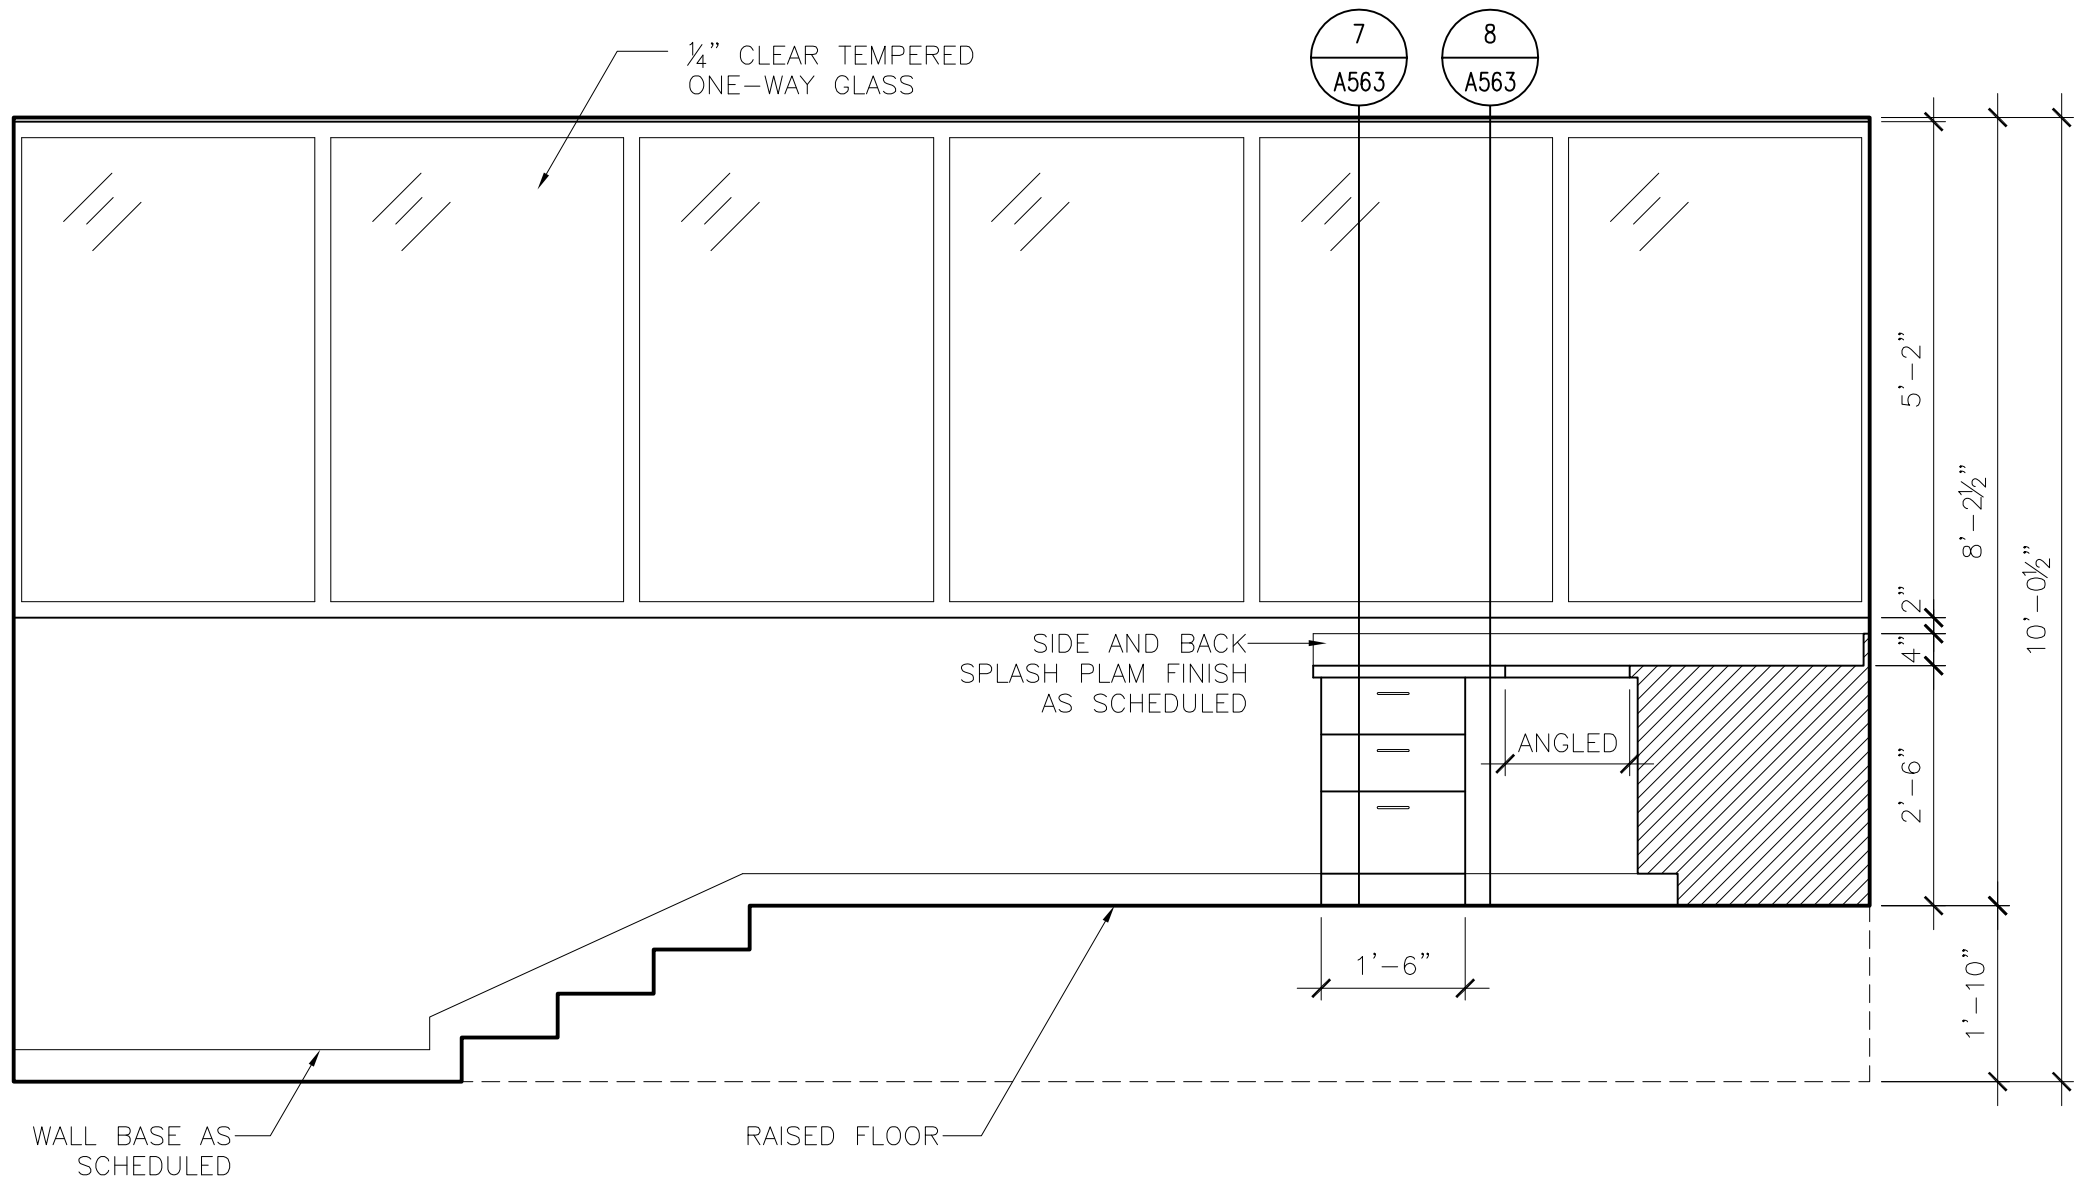 7
A563
8
A563
¼” CLEAR TEMPERED
ONE-WAY GLASS
5'-2”
8'-2½”
10'-0½”
2”
4”
SIDE AND BACK
SPLASH PLAM FINISH
AS SCHEDULED
ANGLED
2'-6”
1'-6”
1'-10”
WALL BASE AS
SCHEDULED
RAISED FLOOR